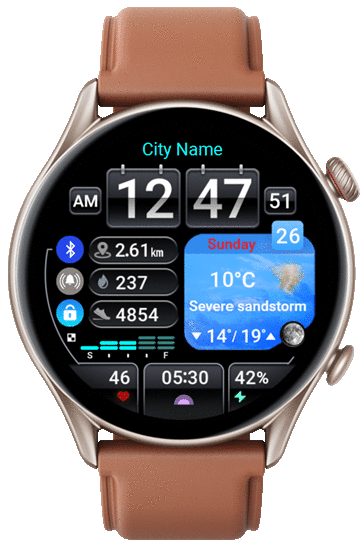 City Name
AM 12 47 51
Sunday 26
2.61km
237
10°C
4854
Severe sandstorm
14°/19°
S F
46 05:30 42%